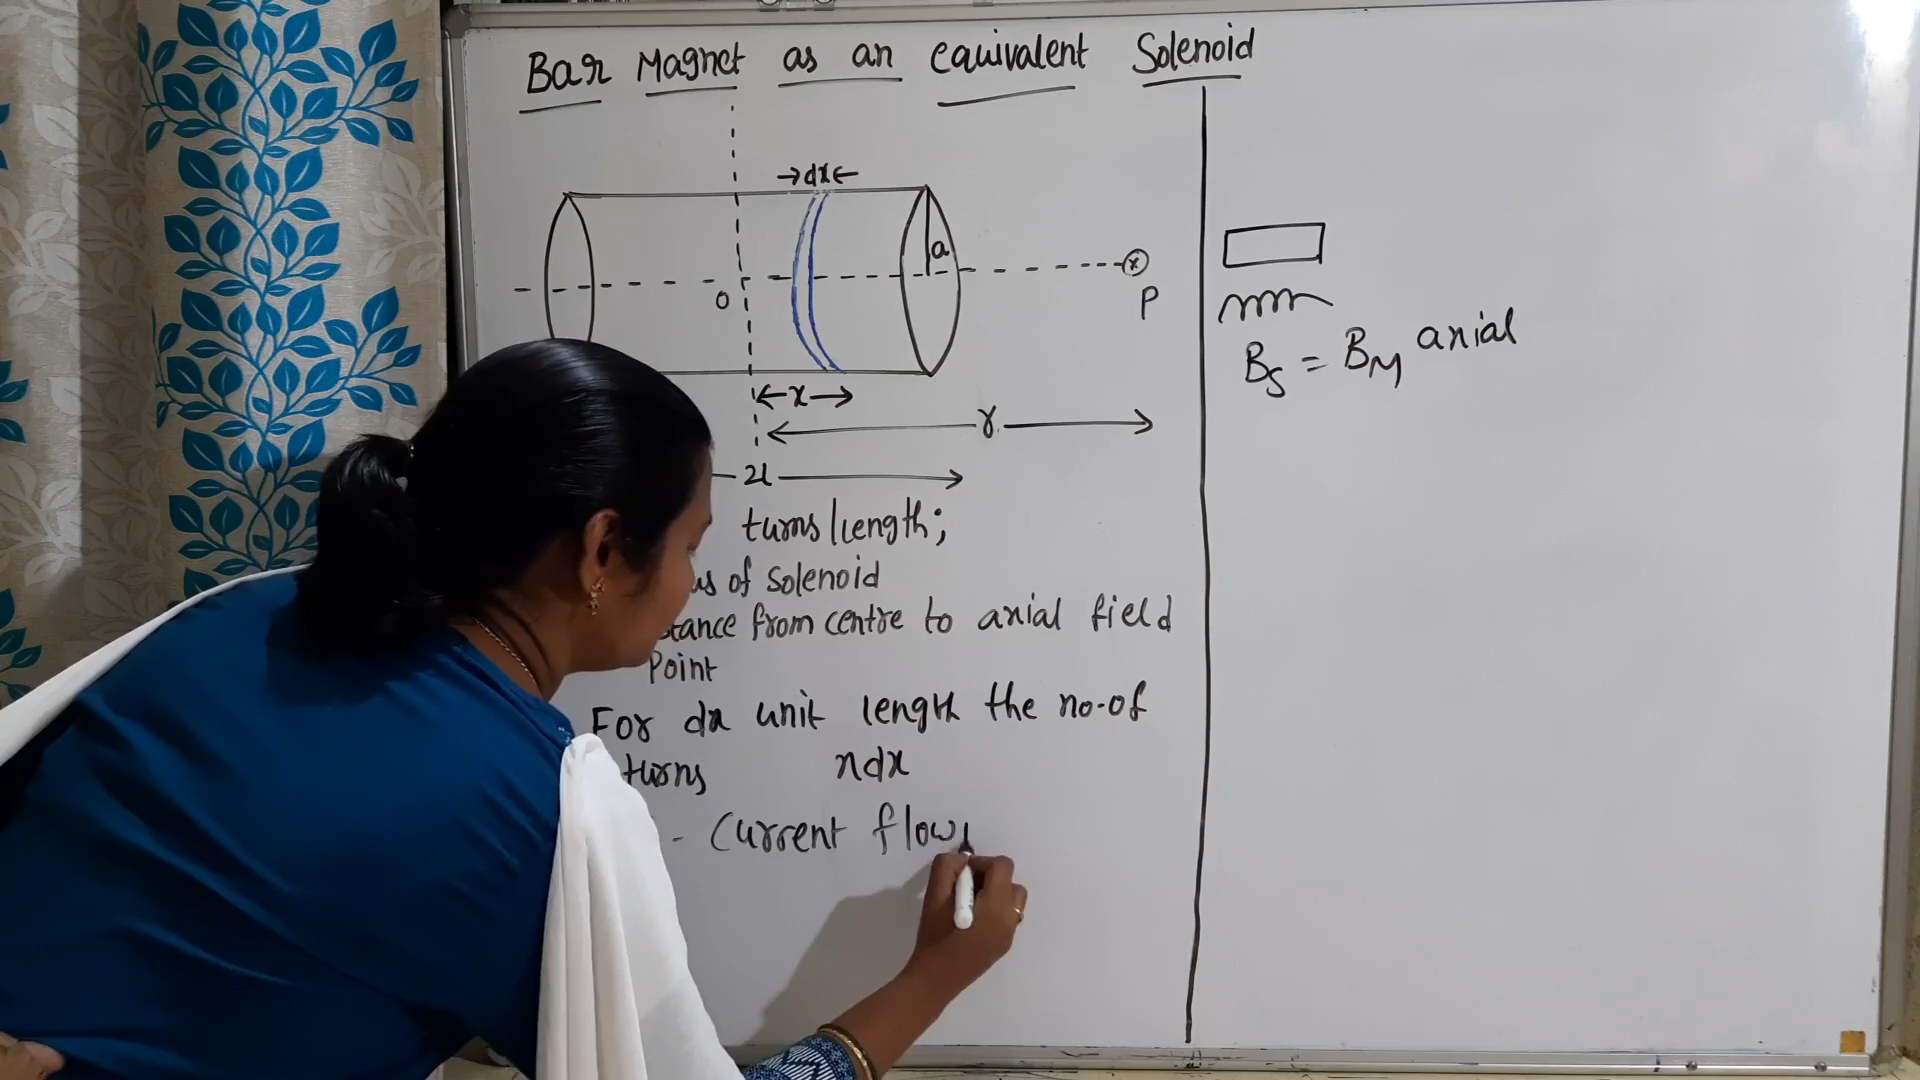 Bar Magnet as an equivalent Solenoid
→dx←
a
O
P
←x→
r
2l
turns/length;
of solenoid
from centre to axial field
Point
For dx unit length the no.of
turns ndx
- Current flow
Bs = BM axial